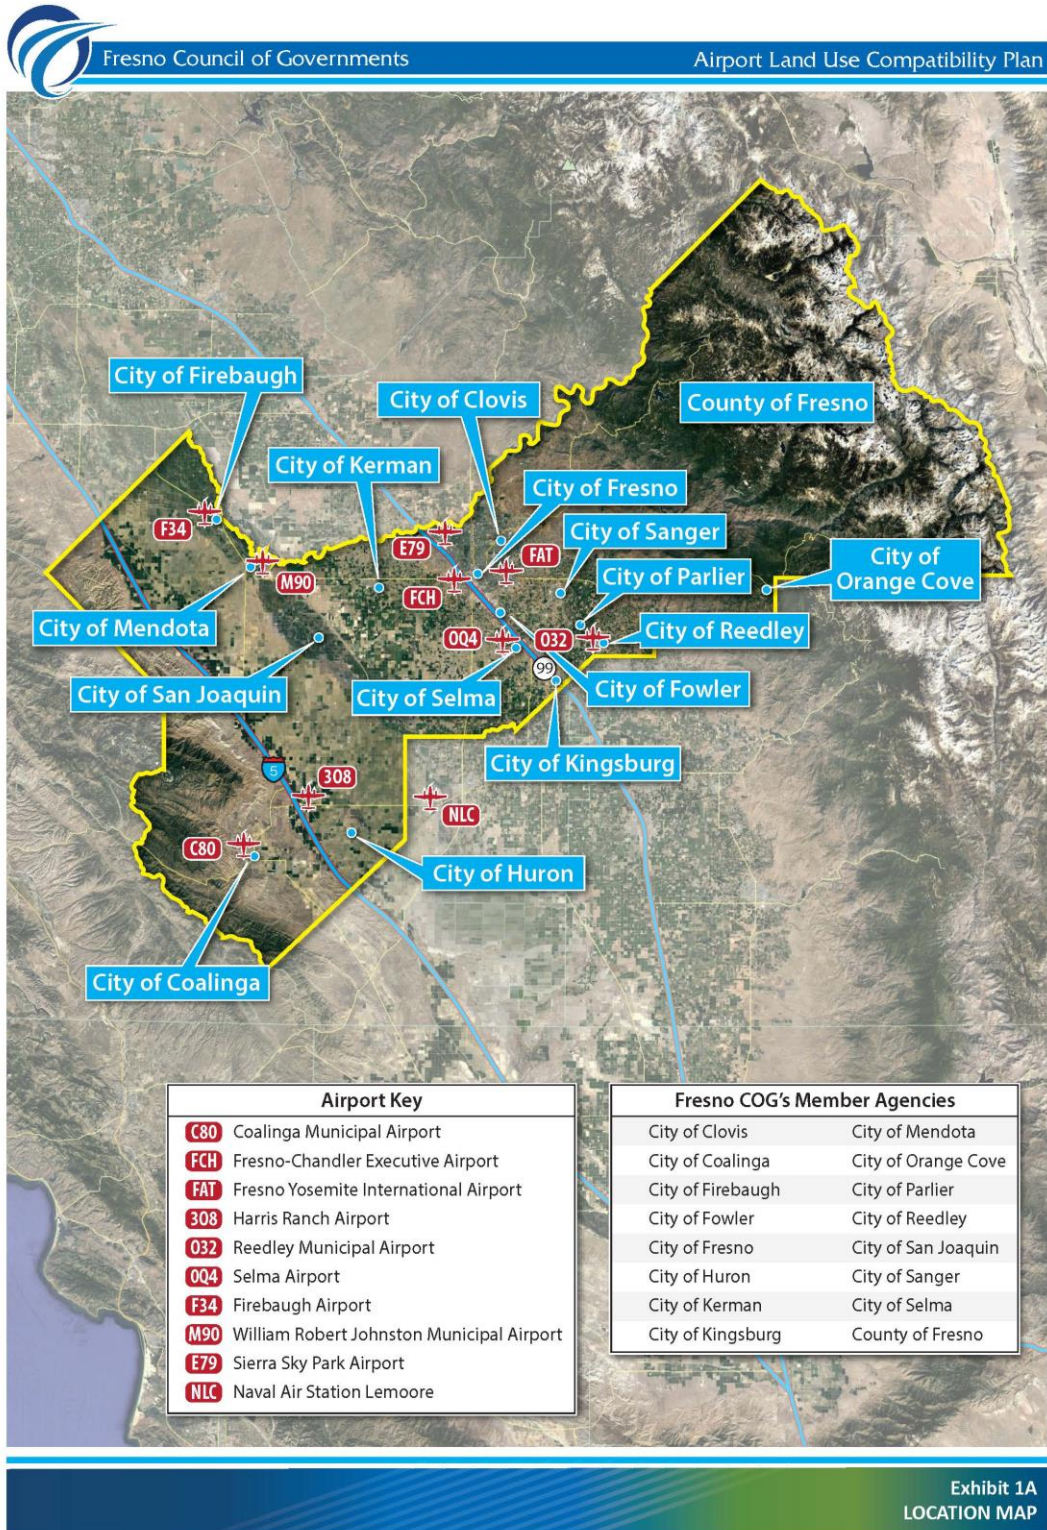 Fresno Council of Governments
Airport Land Use Compatibility Plan
City of Firebaugh
City of Clovis
County of Fresno
City of Kerman
City of Fresno
F34
E79
FAT
City of Sanger
City of
Orange Cove
M90
FCH
City of Parlier
City of Mendota
0Q4
O32
City of Reedley
99
City of San Joaquin
City of Selma
City of Fowler
City of Kingsburg
5
308
NLC
C80
City of Huron
City of Coalinga
Airport Key
C80 Coalinga Municipal Airport
FCH Fresno-Chandler Executive Airport
FAT Fresno Yosemite International Airport
308 Harris Ranch Airport
O32 Reedley Municipal Airport
0Q4 Selma Airport
F34 Firebaugh Airport
M90 William Robert Johnston Municipal Airport
E79 Sierra Sky Park Airport
NLC Naval Air Station Lemoore
Fresno COG's Member Agencies
City of Clovis City of Mendota
City of Coalinga City of Orange Cove
City of Firebaugh City of Parlier
City of Fowler City of Reedley
City of Fresno City of San Joaquin
City of Huron City of Sanger
City of Kerman City of Selma
City of Kingsburg County of Fresno
Exhibit 1A
LOCATION MAP